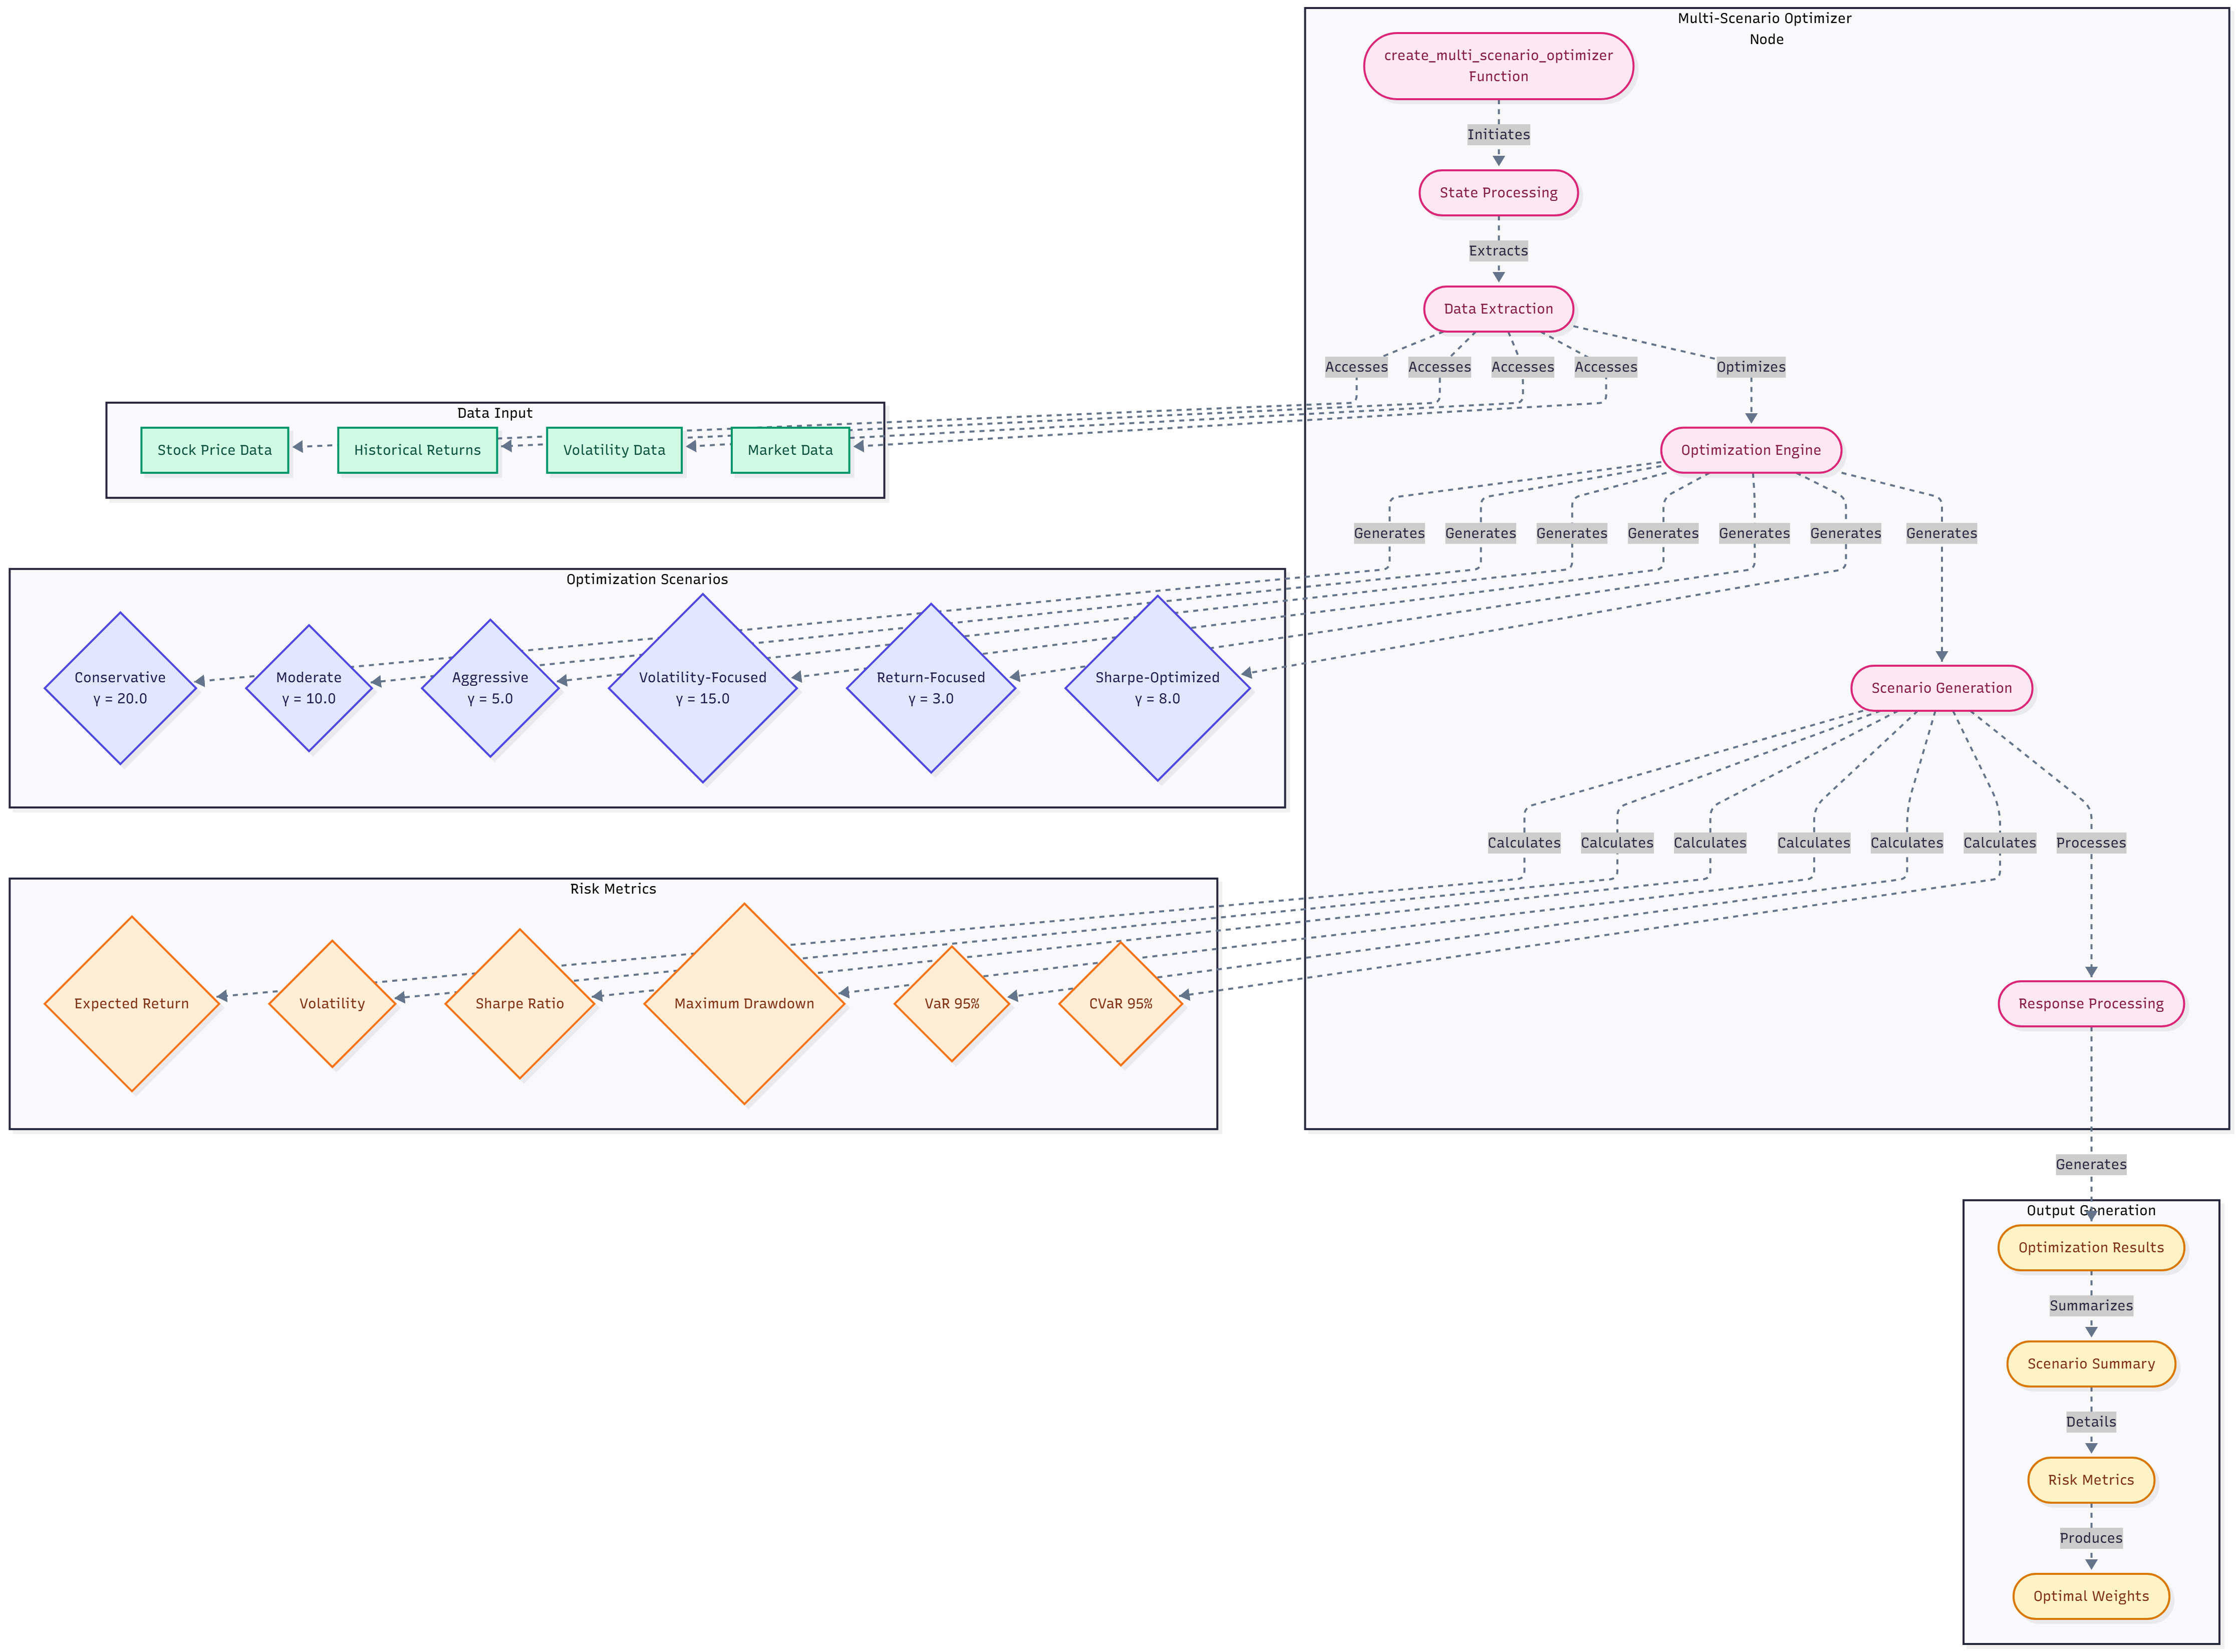 Multi-Scenario Optimizer
Node
create_multi_scenario_optimizer
Function
Initiates
State Processing
Extracts
Data Extraction
Accesses
Accesses
Accesses
Accesses
Optimizes
Data Input
Stock Price Data
Historical Returns
Volatility Data
Market Data
Optimization Engine
Generates
Generates
Generates
Generates
Generates
Generates
Generates
Optimization Scenarios
Conservative
γ = 20.0
Moderate
γ = 10.0
Aggressive
γ = 5.0
Volatility-Focused
γ = 15.0
Return-Focused
γ = 3.0
Sharpe-Optimized
γ = 8.0
Scenario Generation
Calculates
Calculates
Calculates
Calculates
Calculates
Calculates
Processes
Risk Metrics
Expected Return
Volatility
Sharpe Ratio
Maximum Drawdown
VaR 95%
CVaR 95%
Response Processing
Generates
Output Generation
Optimization Results
Summarizes
Scenario Summary
Details
Risk Metrics
Produces
Optimal Weights